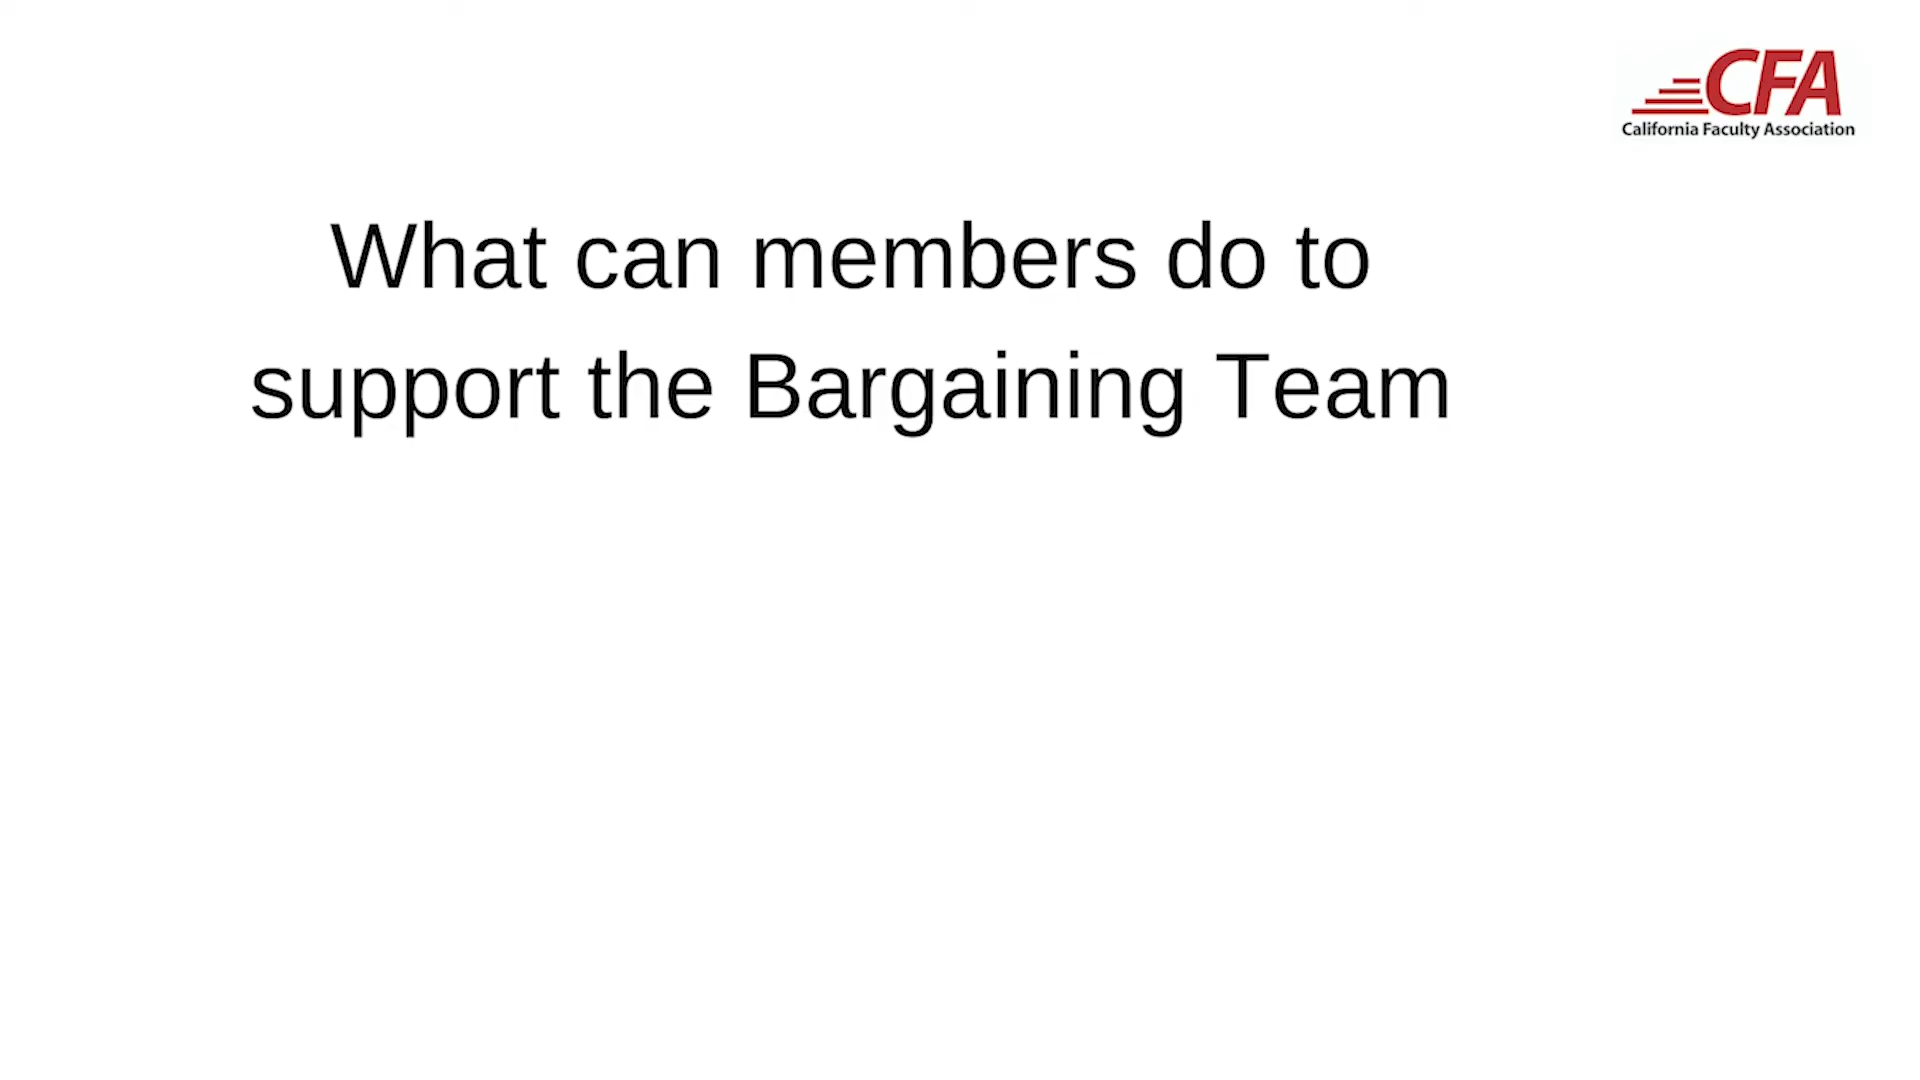 CFA
California Faculty Association
What can members do to
support the Bargaining Team